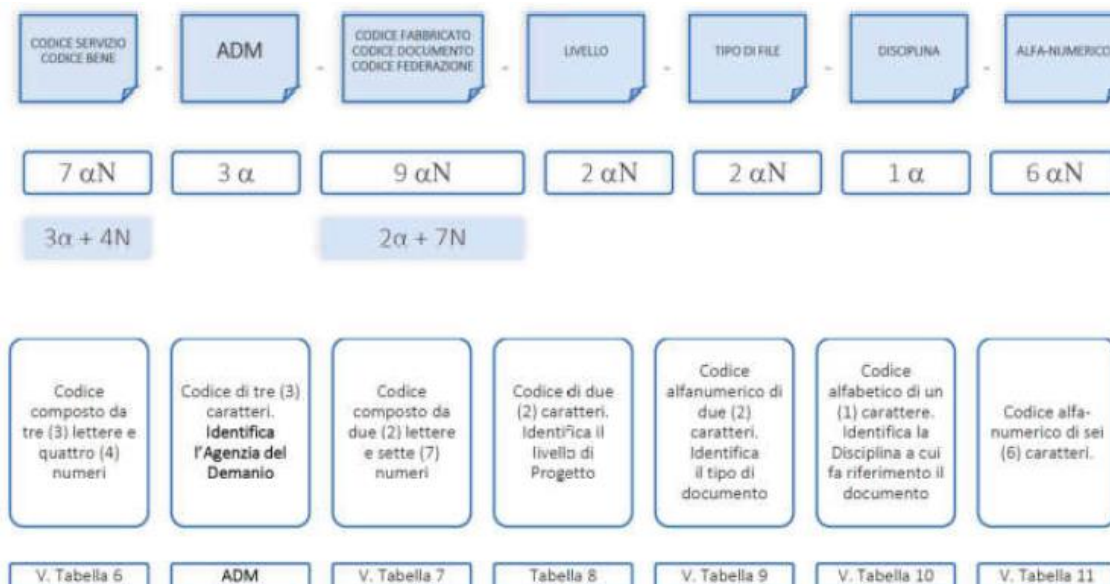 CODICE SERVIZIO
CODICE BENE
-
ADM
-
CODICE FABBRICATO
CODICE DOCUMENTO
CODICE FEDERAZIONE
-
LIVELLO
-
TIPO DI FILE
-
DISCIPLINA
-
ALFA-NUMERICO
7 αN
3 α
9 αN
2 αN
2 αN
1 α
6 αN
3α + 4N
2α + 7N
Codice
composto da
tre (3) lettere e
quattro (4)
numeri
Codice di tre (3)
caratteri.
Identifica
l'Agenzia del
Demanio
Codice
composto da
due (2) lettere
e sette (7)
numeri
Codice di due
(2) caratteri.
Identifica il
livello di
Progetto
Codice
alfanumerico di
due (2)
caratteri.
Identifica
il tipo di
documento
Codice
alfabetico di un
(1) carattere.
Identifica la
Disciplina a cui
fa riferimento il
documento
Codice alfa-
numerico di sei
(6) caratteri.
V. Tabella 6
ADM
V. Tabella 7
Tabella 8
V. Tabella 9
V. Tabella 10
V. Tabella 11